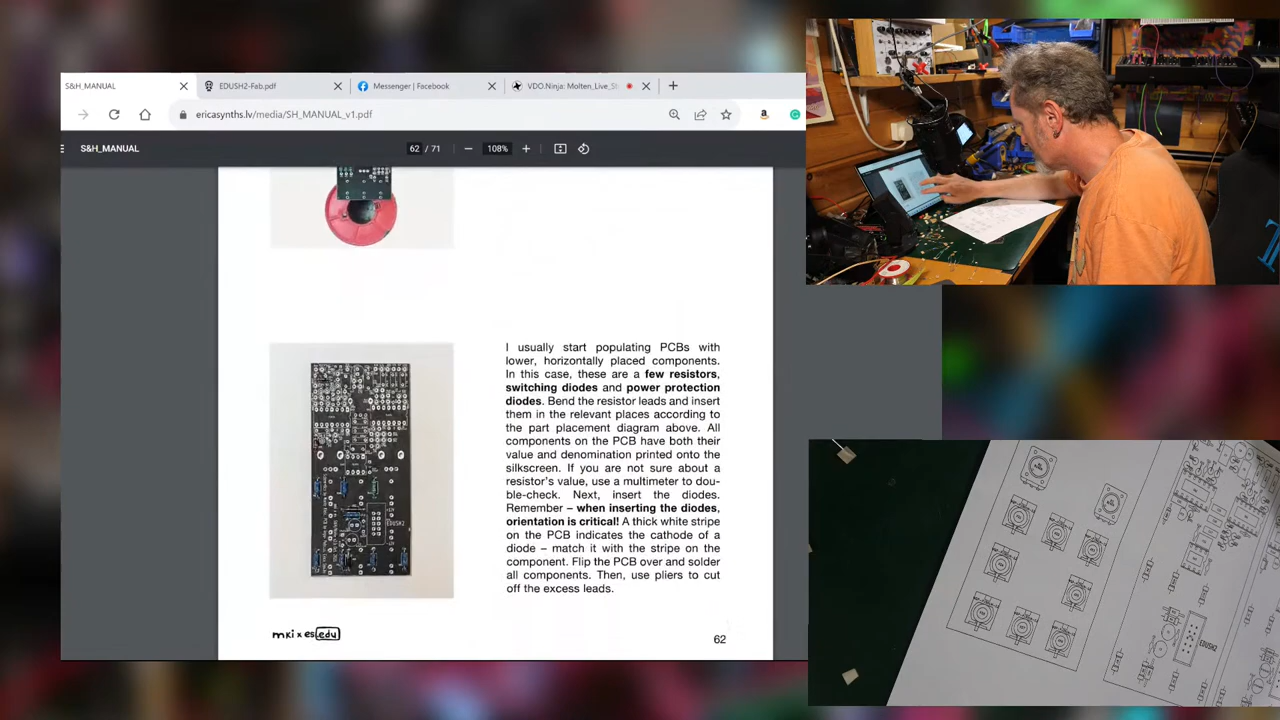 S&H_MANUAL
EDUSH2-Fab.pdf
Messenger | Facebook
VDO.Ninja: Molten_Live_St
ericasynths.lv/media/SH_MANUAL_v1.pdf
S&H_MANUAL
62 / 71
108%
I usually start populating PCBs with
lower, horizontally placed components.
In this case, these are a few resistors,
switching diodes and power protection
diodes. Bend the resistor leads and insert
them in the relevant places according to
the part placement diagram above. All
components on the PCB have both their
value and denomination printed onto the
silkscreen. If you are not sure about a
resistor's value, use a multimeter to dou-
ble-check. Next, insert the diodes.
Remember – when inserting the diodes,
orientation is critical! A thick white stripe
on the PCB indicates the cathode of a
diode – match it with the stripe on the
component. Flip the PCB over and solder
all components. Then, use pliers to cut
off the excess leads.
EDUSH2
mki x es.edu
62
EDUSH2